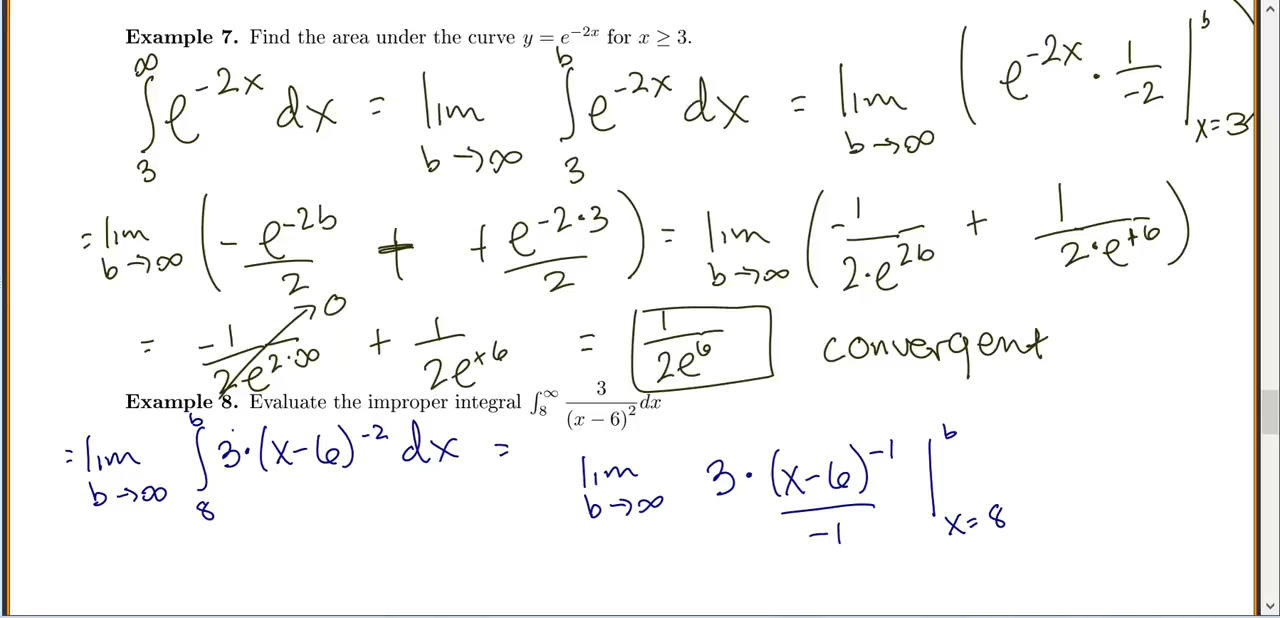 Example 7. Find the area under the curve y = e^{-2x} for x ≥ 3.
∫_3^∞ e^{-2x} dx = lim_{b→∞} ∫_3^b e^{-2x} dx = lim_{b→∞} ( e^{-2x} · 1/-2 |_{x=3}^b
= lim_{b→∞} ( - e^{-2b}/2 + + e^{-2·3}/2 ) = lim_{b→∞} ( -1/(2·e^{2b}) + 1/(2·e^{+6}) )
= -1/(2e^{2·∞}) → 0 + 1/(2e^{+6}) = 1/(2e^6) convergent
Example 8. Evaluate the improper integral ∫_8^∞ 3/(x − 6)^2 dx
= lim_{b→∞} ∫_8^b 3·(x-6)^{-2} dx = lim_{b→∞} 3·(x-6)^{-1}/-1 |_{x=8}^b